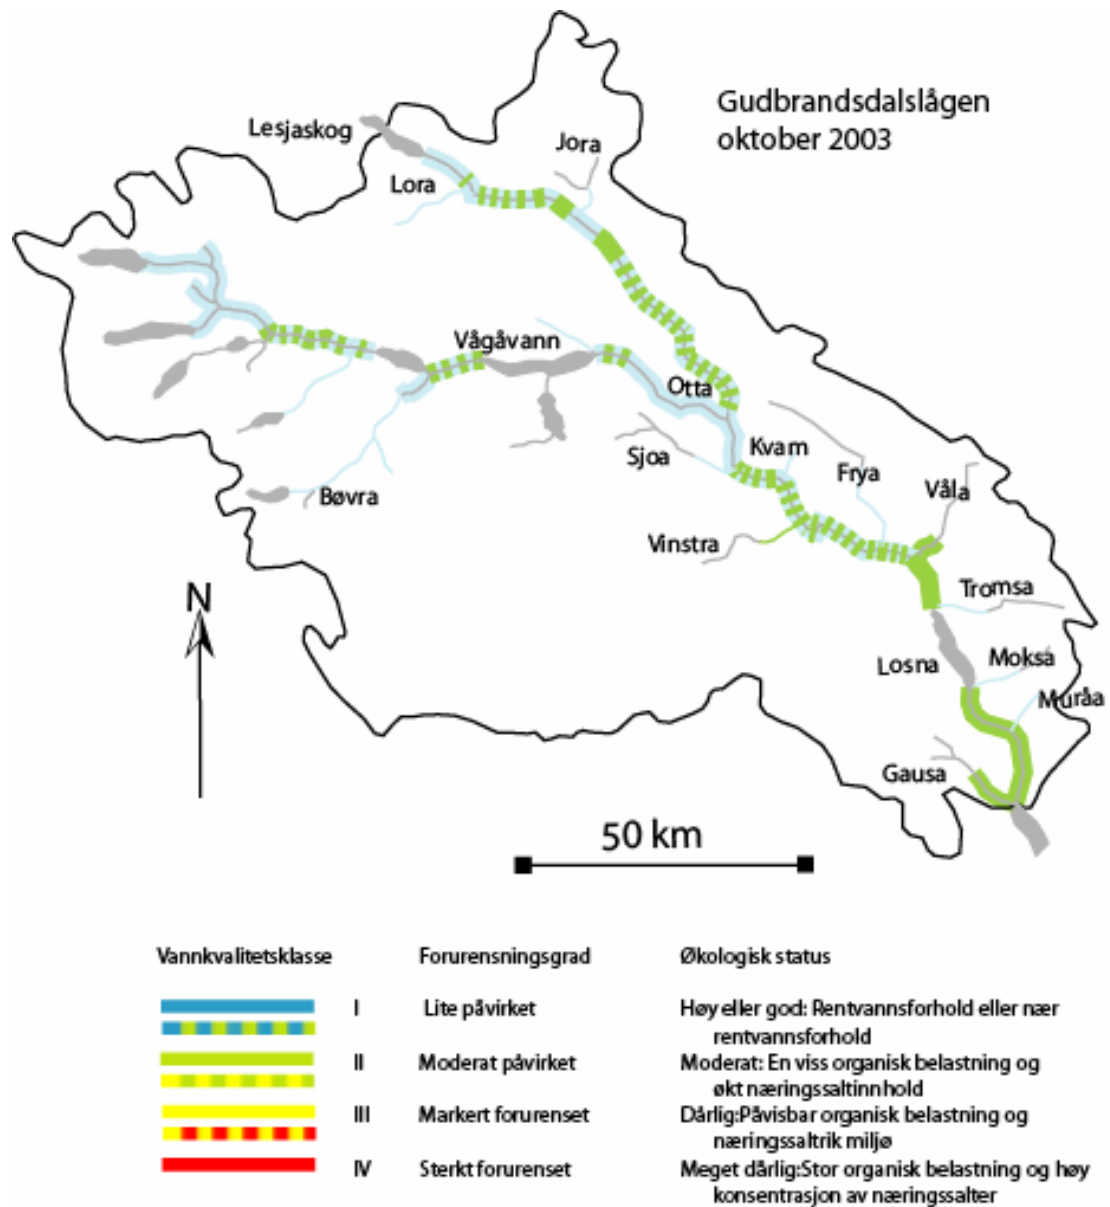 Gudbrandsdalslågen
oktober 2003
Lesjaskog
Jora
Lora
Vågåvann
Otta
Kvam
Sjoa
Frya
Våla
Bøvra
Vinstra
Tromsa
N
Losna
Moksa
Muråa
Gausa
50 km
Vannkvalitetsklasse Forurensningsgrad Økologisk status
I Lite påvirket Høy eller god: Rentvannsforhold eller nær
rentvannsforhold
II Moderat påvirket Moderat: En viss organisk belastning og
økt næringssaltinnhold
III Markert forurenset Dårlig:Påvisbar organisk belastning og
næringssaltrik miljø
IV Sterkt forurenset Meget dårlig:Stor organisk belastning og høy
konsentrasjon av næringssalter